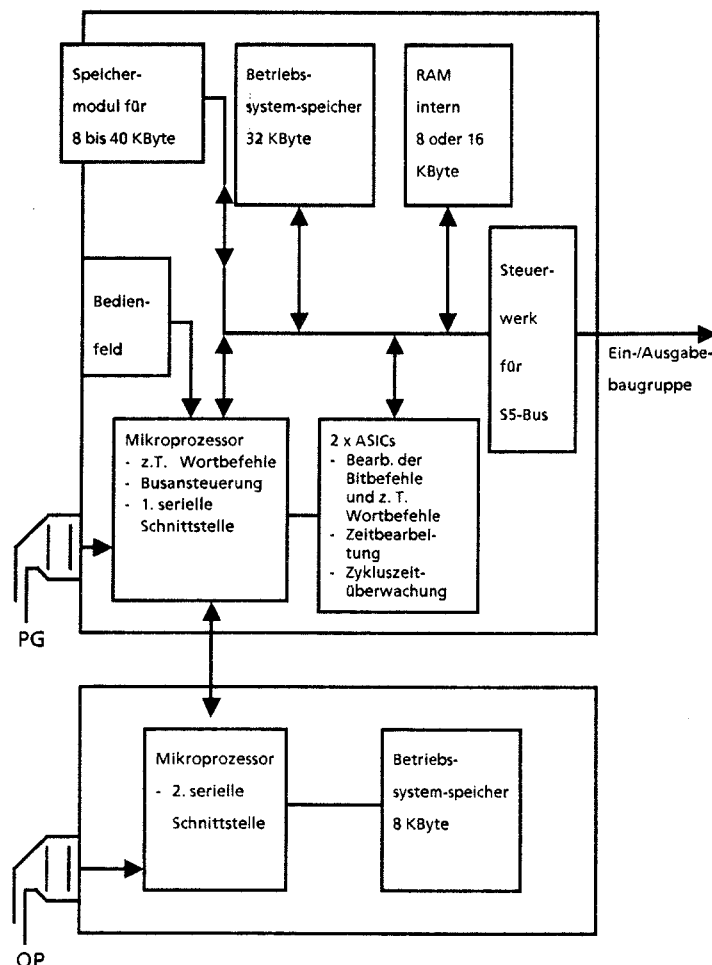 Speicher-
modul für
8 bis 40 KByte
Betriebs-
system-speicher
32 KByte
RAM
intern
8 oder 16
KByte
Bedien-
feld
Steuer-
werk
für
S5-Bus
Ein-/Ausgabe-
baugruppe
Mikroprozessor
- z.T. Wortbefehle
- Busansteuerung
- 1. serielle
Schnittstelle
2 x ASICs
- Bearb. der
Bitbefehle
und z. T.
Wortbefehle
- Zeitbearbei-
tung
- Zykluszeit-
überwachung
PG
Mikroprozessor
- 2. serielle
Schnittstelle
Betriebs-
system-speicher
8 KByte
OP